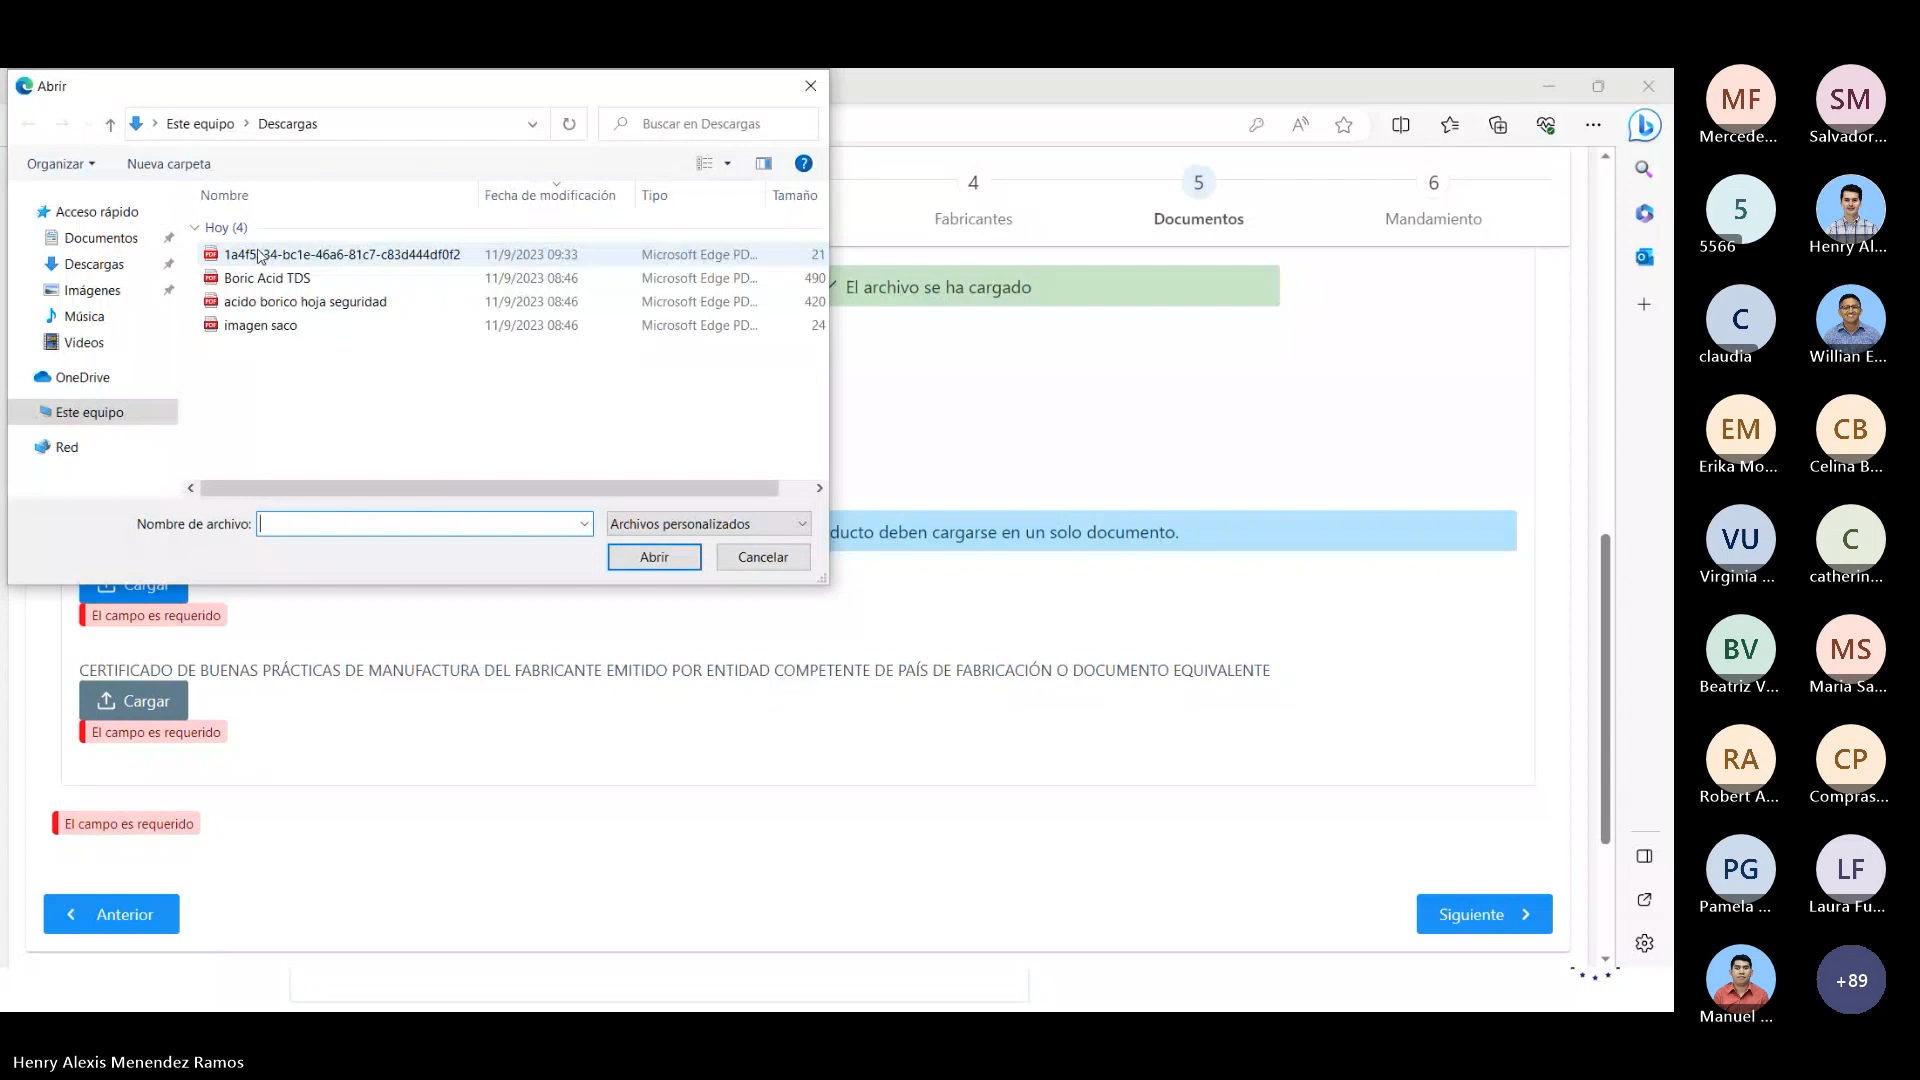 Abrir
Este equipo > Descargas
Buscar en Descargas
Organizar
Nueva carpeta
Nombre
Fecha de modificación
Tipo
Tamaño
Acceso rápido
Documentos
Descargas
Imágenes
Música
Videos
OneDrive
Este equipo
Red
Hoy (4)
1a4f5b34-bc1e-46a6-81c7-c83d444df0f2 11/9/2023 09:33 Microsoft Edge PD... 21
Boric Acid TDS 11/9/2023 08:46 Microsoft Edge PD... 490
acido borico hoja seguridad 11/9/2023 08:46 Microsoft Edge PD... 420
imagen saco 11/9/2023 08:46 Microsoft Edge PD... 24
Nombre de archivo:
Archivos personalizados
Abrir
Cancelar
4
Fabricantes
5
Documentos
6
Mandamiento
El archivo se ha cargado
ducto deben cargarse en un solo documento.
Cargar
El campo es requerido
CERTIFICADO DE BUENAS PRÁCTICAS DE MANUFACTURA DEL FABRICANTE EMITIDO POR ENTIDAD COMPETENTE DE PAÍS DE FABRICACIÓN O DOCUMENTO EQUIVALENTE
Cargar
El campo es requerido
El campo es requerido
Anterior
Siguiente
MF
Mercede...
SM
Salvador...
5
5566
Henry Al...
C
claudia
Willian E...
EM
Erika Mo...
CB
Celina B...
VU
Virginia ...
C
catherin...
BV
Beatriz V...
MS
Maria Sa...
RA
Robert A...
CP
Compras...
PG
Pamela ...
LF
Laura Fu...
Manuel ...
+89
Henry Alexis Menendez Ramos